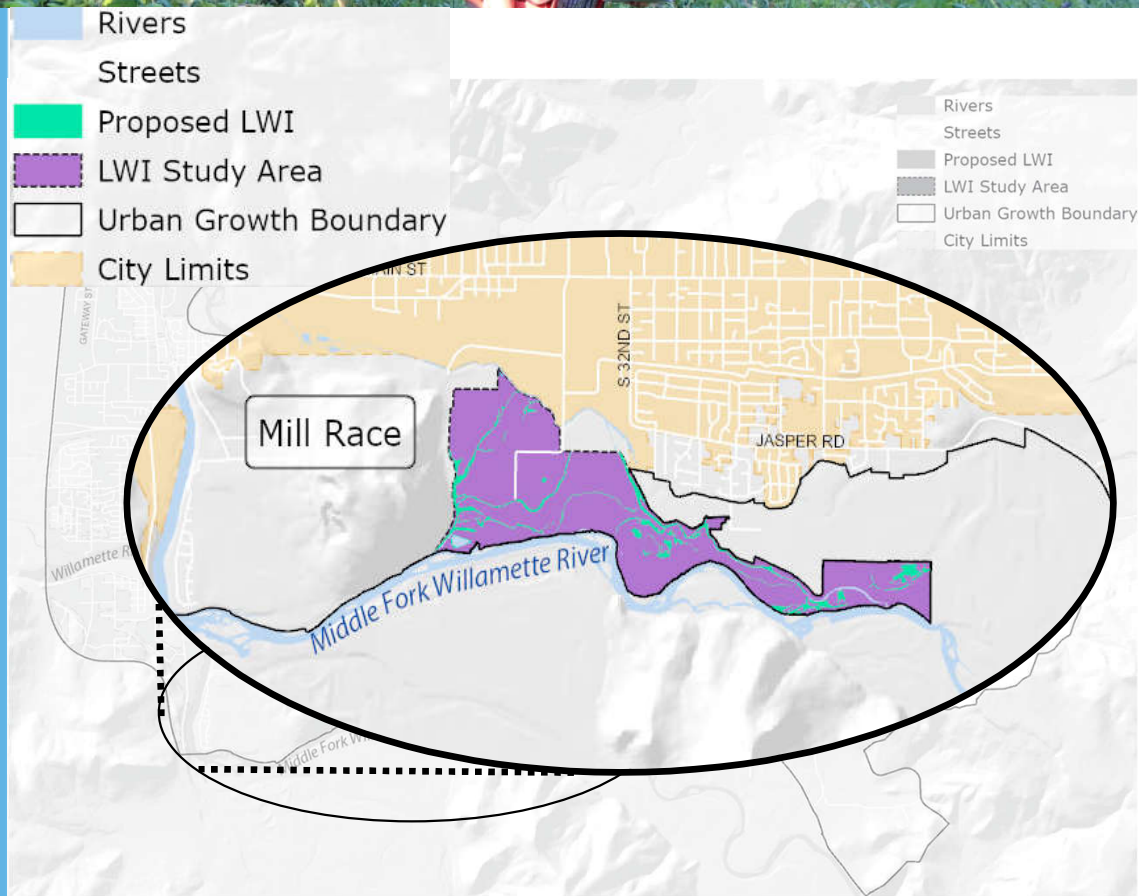 Rivers
Streets
Proposed LWI
LWI Study Area
Urban Growth Boundary
City Limits
Rivers
Streets
Proposed LWI
LWI Study Area
Urban Growth Boundary
City Limits
AIN ST
GATEWAY ST
S 32ND ST
Mill Race
JASPER RD
Willamette R
Middle Fork Willamette River
Middle Fork Wi